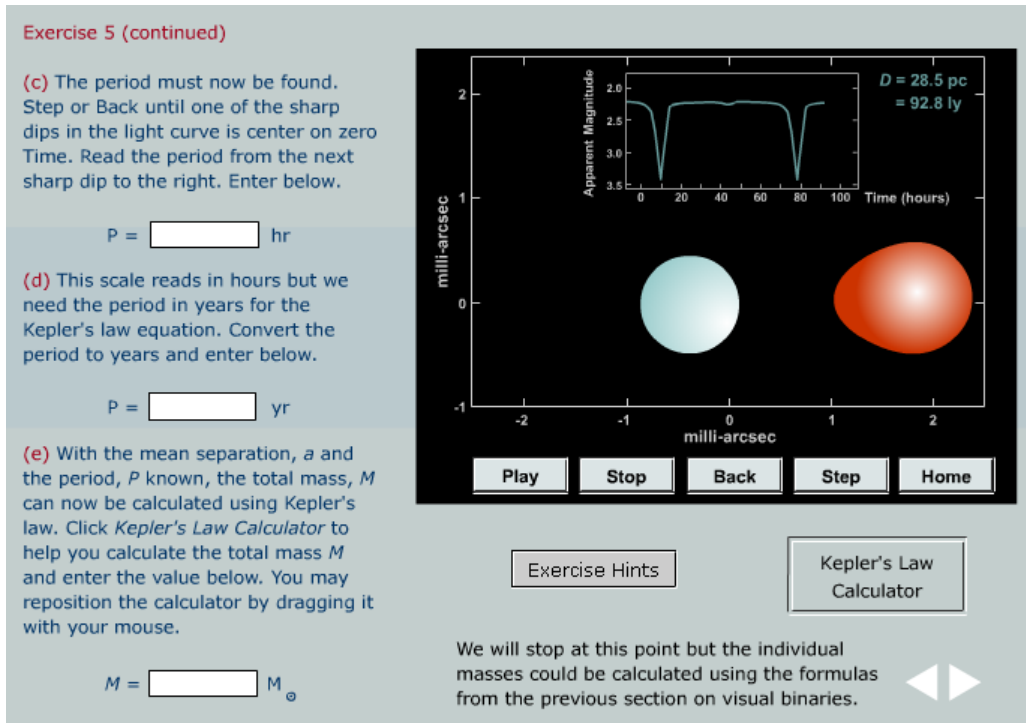 Exercise 5 (continued)
(c) The period must now be found.
Step or Back until one of the sharp
dips in the light curve is center on zero
Time. Read the period from the next
sharp dip to the right. Enter below.
P = hr
(d) This scale reads in hours but we
need the period in years for the
Kepler's law equation. Convert the
period to years and enter below.
P = yr
(e) With the mean separation, a and
the period, P known, the total mass, M
can now be calculated using Kepler's
law. Click Kepler's Law Calculator to
help you calculate the total mass M
and enter the value below. You may
reposition the calculator by dragging it
with your mouse.
M = M⊙
D = 28.5 pc
= 92.8 ly
Apparent Magnitude
2.0
2.5
3.0
3.5
0 20 40 60 80 100
Time (hours)
milli-arcsec
2
1
0
-1
-2 -1 0 1 2
milli-arcsec
Play Stop Back Step Home
Exercise Hints
Kepler's Law
Calculator
We will stop at this point but the individual
masses could be calculated using the formulas
from the previous section on visual binaries.